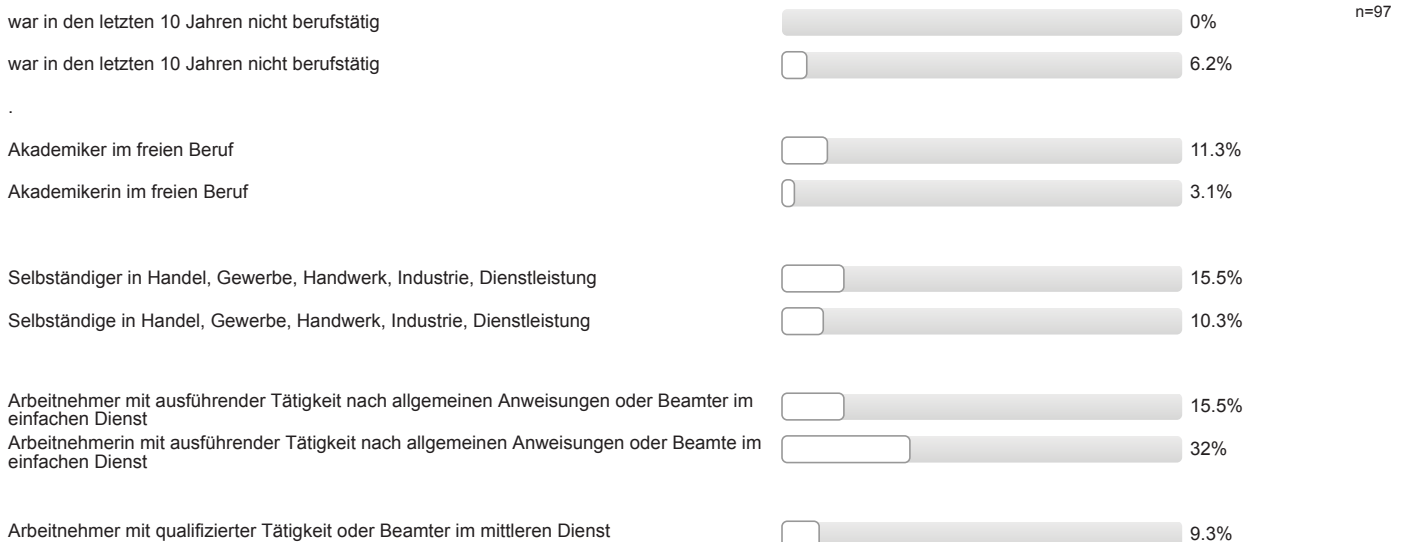 war in den letzten 10 Jahren nicht berufstätig 0% n=97
war in den letzten 10 Jahren nicht berufstätig 6.2%
.
Akademiker im freien Beruf 11.3%
Akademikerin im freien Beruf 3.1%
Selbständiger in Handel, Gewerbe, Handwerk, Industrie, Dienstleistung 15.5%
Selbständige in Handel, Gewerbe, Handwerk, Industrie, Dienstleistung 10.3%
Arbeitnehmer mit ausführender Tätigkeit nach allgemeinen Anweisungen oder Beamter im
einfachen Dienst 15.5%
Arbeitnehmerin mit ausführender Tätigkeit nach allgemeinen Anweisungen oder Beamte im
einfachen Dienst 32%
Arbeitnehmer mit qualifizierter Tätigkeit oder Beamter im mittleren Dienst 9.3%